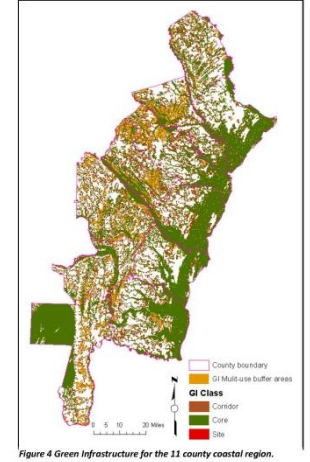 County boundary
GI Mulit-use buffer areas
N
GI Class
Corridor
Core
Site
0 5 10 20 Miles
Figure 4 Green Infrastructure for the 11 county coastal region.